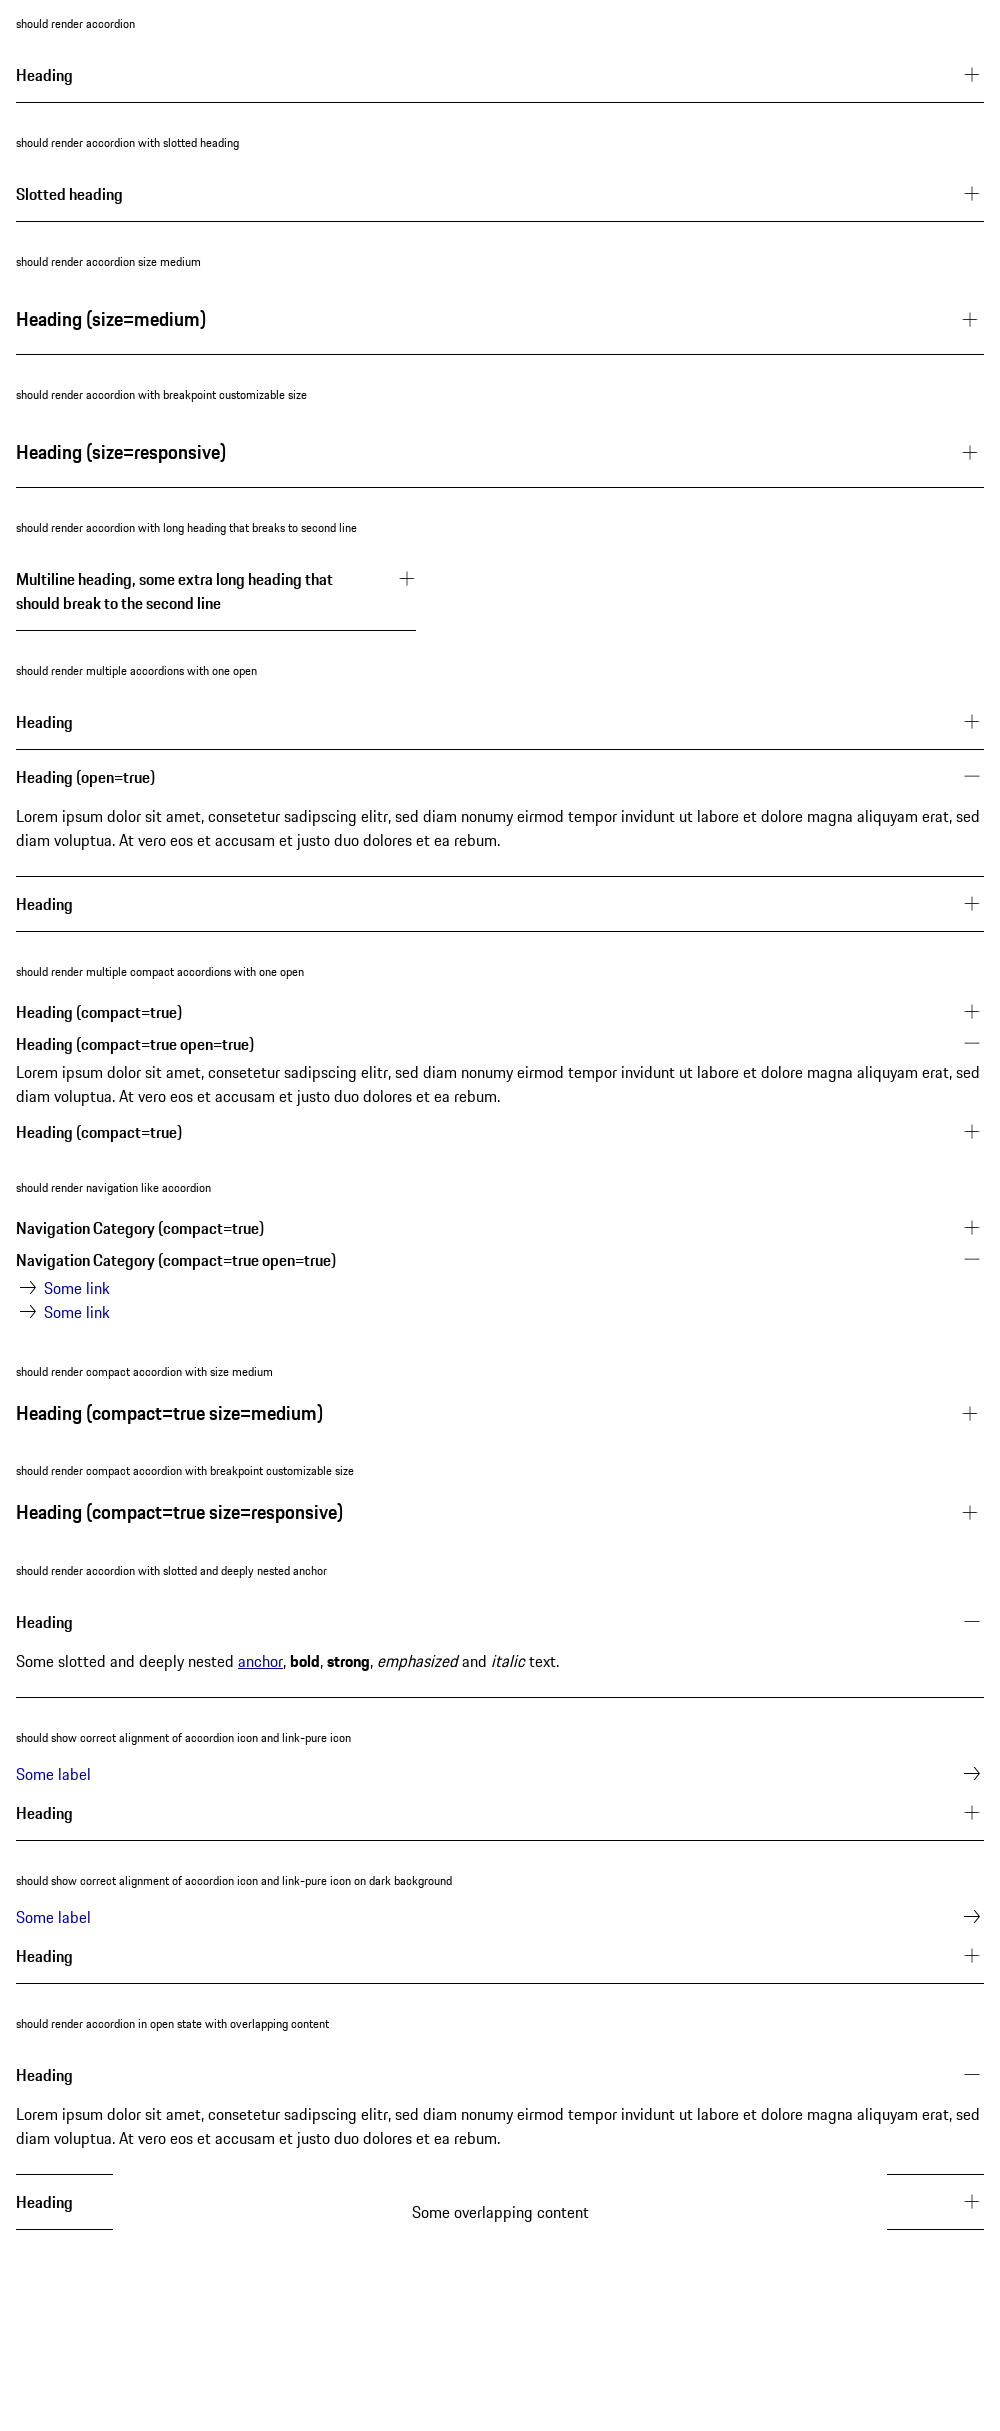 should render accordion
Heading
should render accordion with slotted heading
Slotted heading
should render accordion size medium
Heading (size=medium)
should render accordion with breakpoint customizable size
Heading (size=responsive)
should render accordion with long heading that breaks to second line
Multiline heading, some extra long heading that
should break to the second line
should render multiple accordions with one open
Heading
Heading (open=true)
Lorem ipsum dolor sit amet, consetetur sadipscing elitr, sed diam nonumy eirmod tempor invidunt ut labore et dolore magna aliquyam erat, sed
diam voluptua. At vero eos et accusam et justo duo dolores et ea rebum.
Heading
should render multiple compact accordions with one open
Heading (compact=true)
Heading (compact=true open=true)
Lorem ipsum dolor sit amet, consetetur sadipscing elitr, sed diam nonumy eirmod tempor invidunt ut labore et dolore magna aliquyam erat, sed
diam voluptua. At vero eos et accusam et justo duo dolores et ea rebum.
Heading (compact=true)
should render navigation like accordion
Navigation Category (compact=true)
Navigation Category (compact=true open=true)
Some link
Some link
should render compact accordion with size medium
Heading (compact=true size=medium)
should render compact accordion with breakpoint customizable size
Heading (compact=true size=responsive)
should render accordion with slotted and deeply nested anchor
Heading
Some slotted and deeply nested anchor, bold, strong, emphasized and italic text.
should show correct alignment of accordion icon and link-pure icon
Some label
Heading
should show correct alignment of accordion icon and link-pure icon on dark background
Some label
Heading
should render accordion in open state with overlapping content
Heading
Lorem ipsum dolor sit amet, consetetur sadipscing elitr, sed diam nonumy eirmod tempor invidunt ut labore et dolore magna aliquyam erat, sed
diam voluptua. At vero eos et accusam et justo duo dolores et ea rebum.
Heading
Some overlapping content